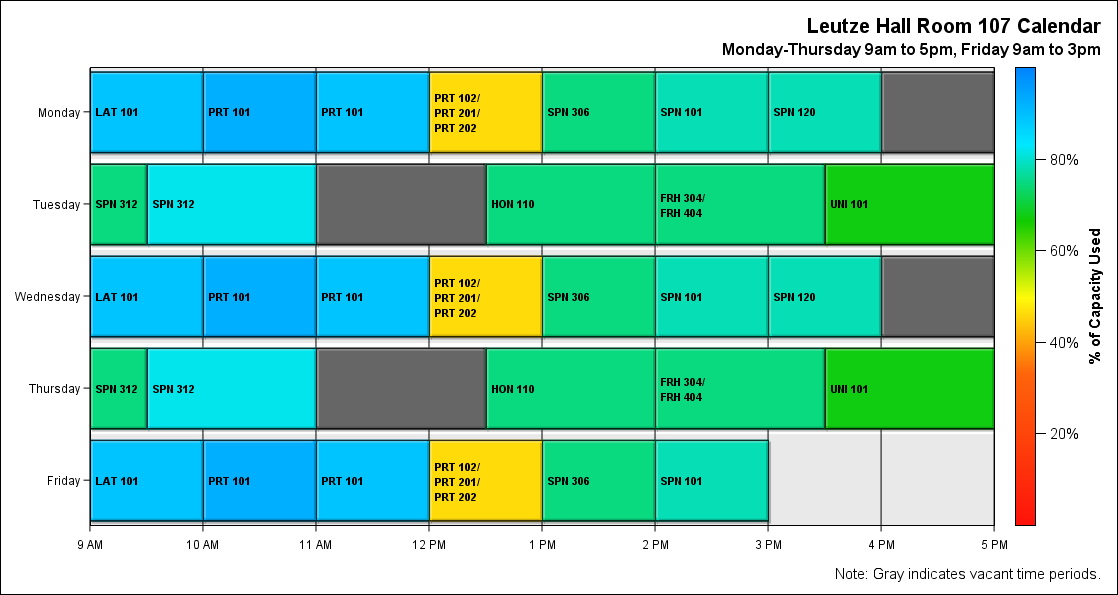 Leutze Hall Room 107 Calendar
Monday-Thursday 9am to 5pm, Friday 9am to 3pm
Monday
LAT 101
PRT 101
PRT 101
PRT 102/
PRT 201/
PRT 202
SPN 306
SPN 101
SPN 120
Tuesday
SPN 312
SPN 312
HON 110
FRH 304/
FRH 404
UNI 101
Wednesday
LAT 101
PRT 101
PRT 101
PRT 102/
PRT 201/
PRT 202
SPN 306
SPN 101
SPN 120
Thursday
SPN 312
SPN 312
HON 110
FRH 304/
FRH 404
UNI 101
Friday
LAT 101
PRT 101
PRT 101
PRT 102/
PRT 201/
PRT 202
SPN 306
SPN 101
9 AM
10 AM
11 AM
12 PM
1 PM
2 PM
3 PM
4 PM
5 PM
80%
60%
40%
20%
% of Capacity Used
Note: Gray indicates vacant time periods.